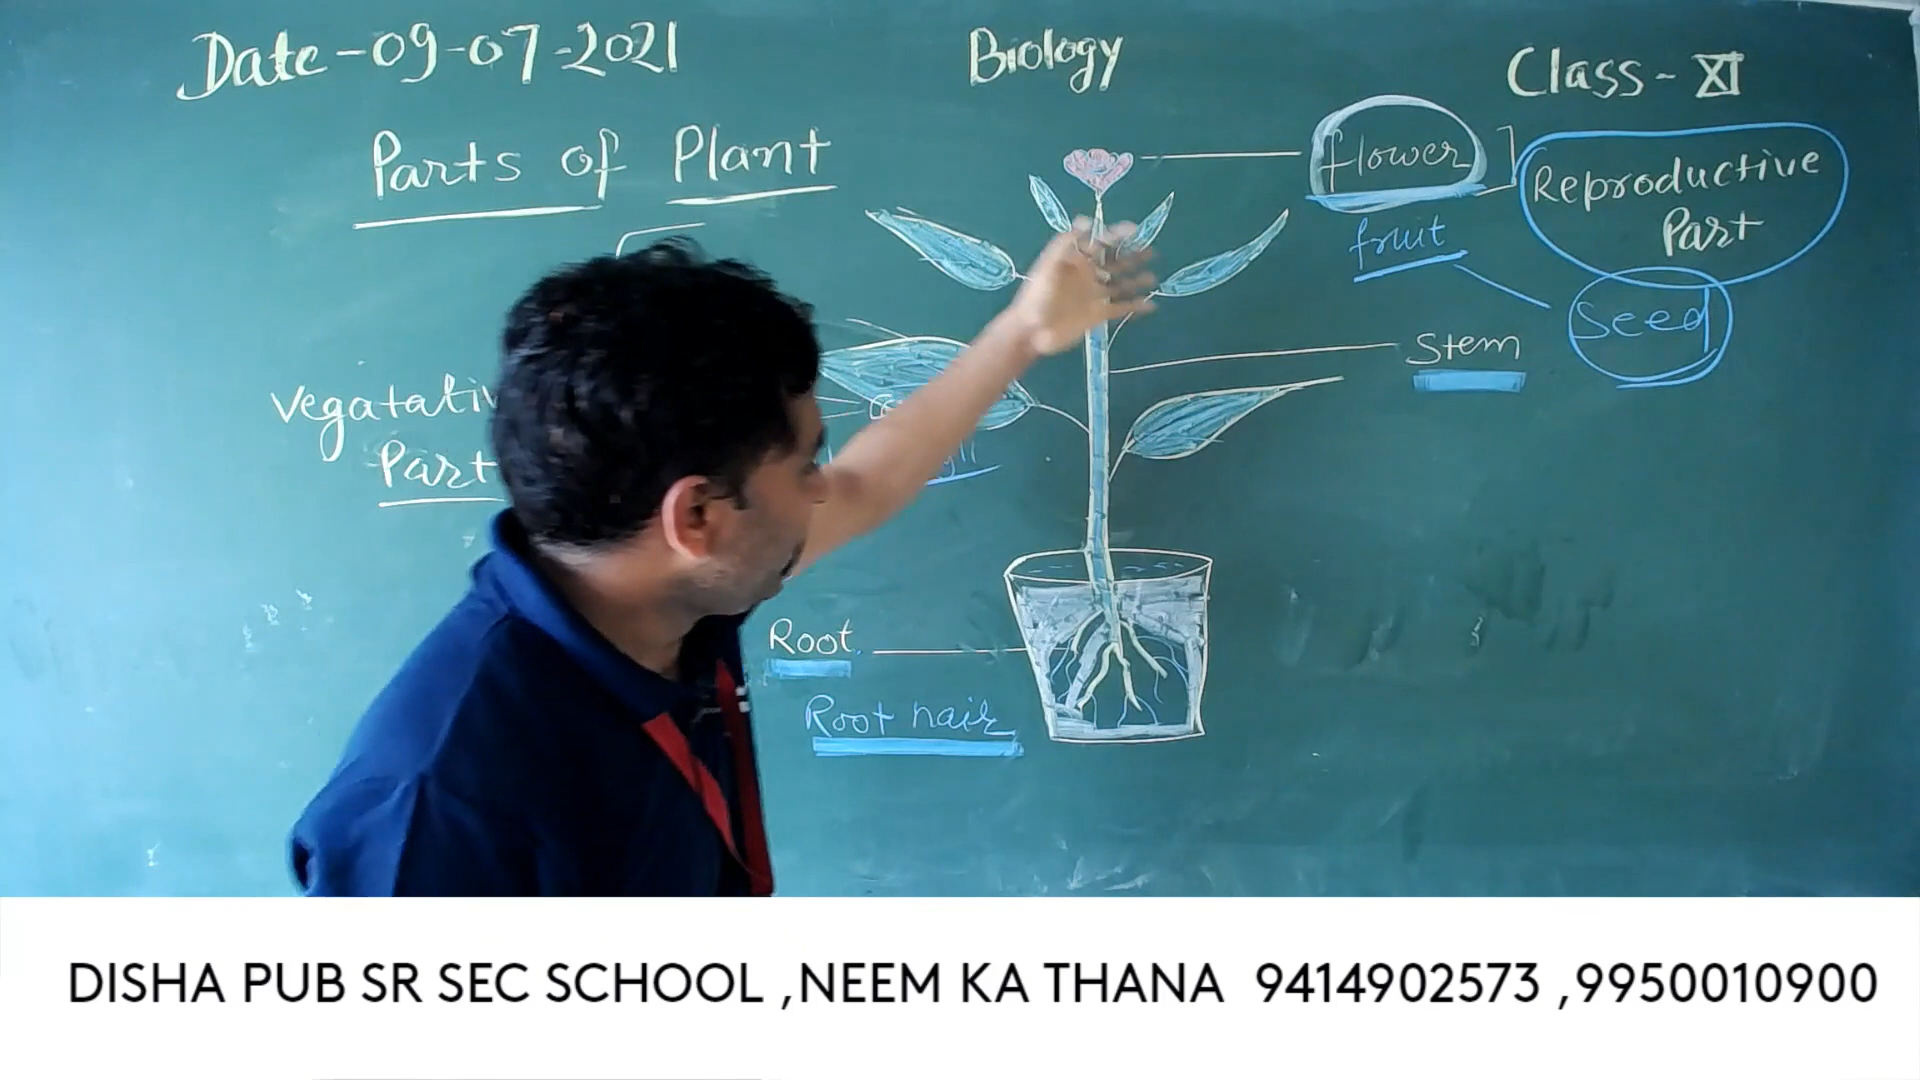 Date-09-07-2021
Biology
Class-XI
Parts of Plant
flower
Reproductive
Part
fruit
Seed
Stem
Part
Root
Root hair
DISHA PUB SR SEC SCHOOL ,NEEM KA THANA 9414902573 ,9950010900